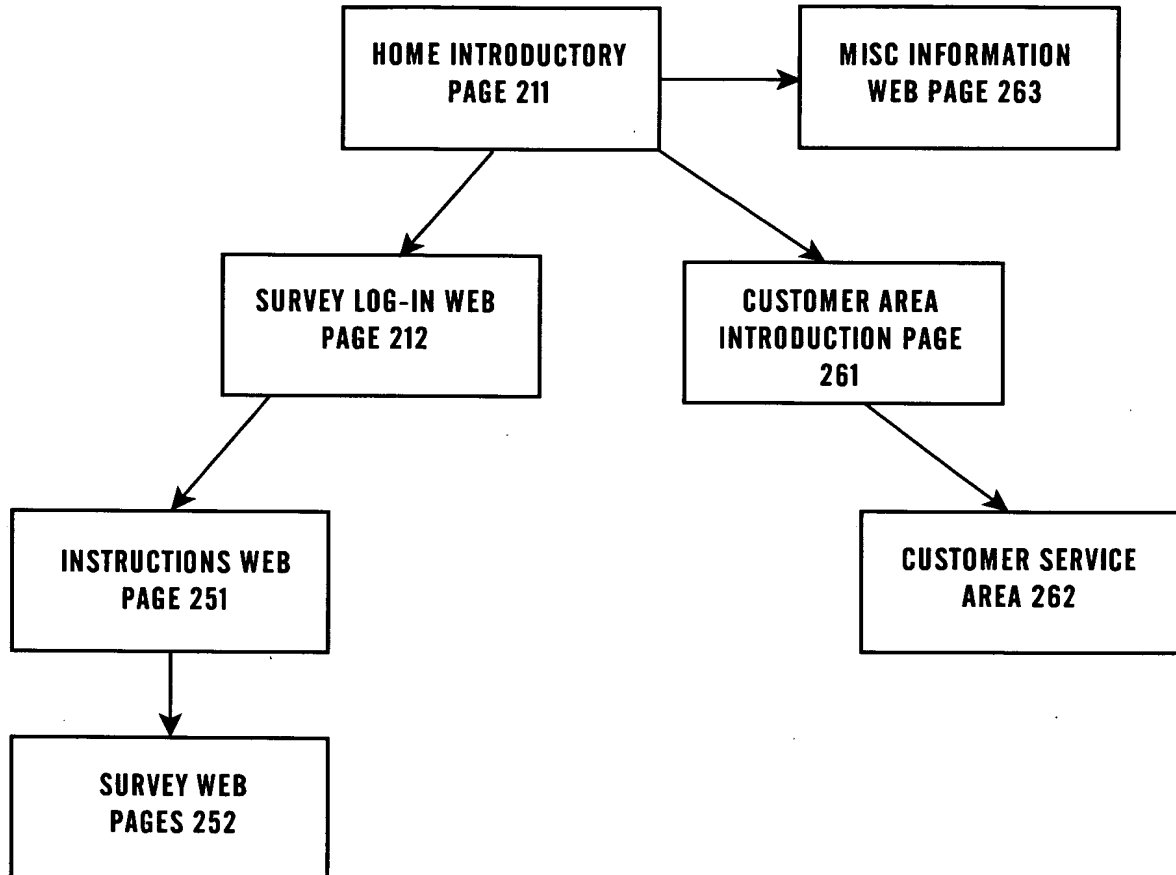 HOME INTRODUCTORY
PAGE 211
MISC INFORMATION
WEB PAGE 263
SURVEY LOG-IN WEB
PAGE 212
CUSTOMER AREA
INTRODUCTION PAGE
261
INSTRUCTIONS WEB
PAGE 251
CUSTOMER SERVICE
AREA 262
SURVEY WEB
PAGES 252